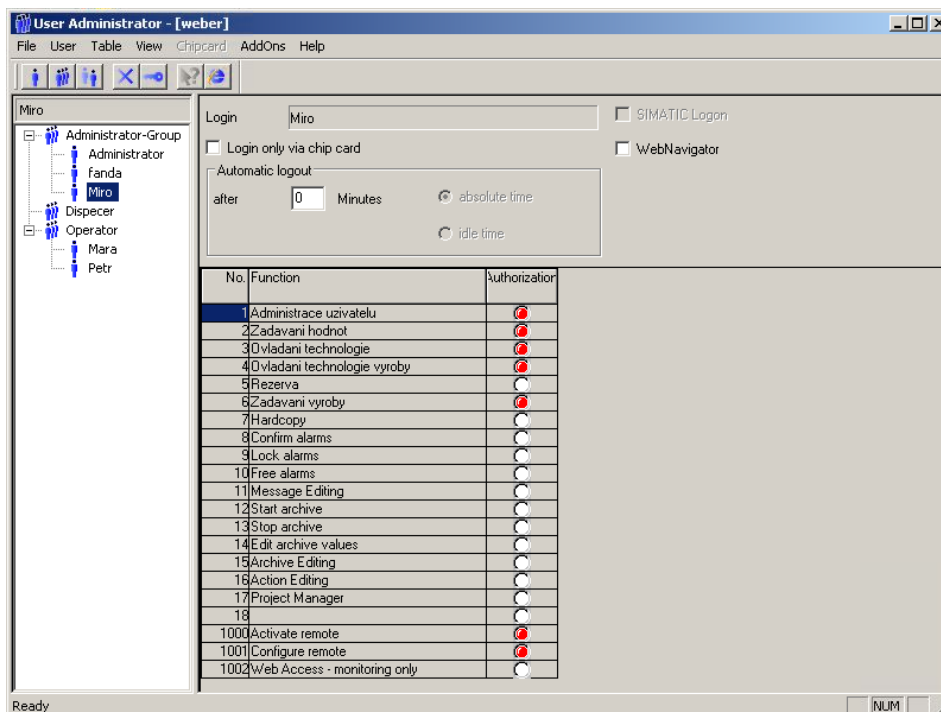 User Administrator - [weber]
File User Table View Chipcard AddOns Help
Miro
Administrator-Group
Administrator
fanda
Miro
Dispecer
Operator
Mara
Petr
Login Miro
SIMATIC Logon
Login only via chip card
WebNavigator
Automatic logout
after 0 Minutes
absolute time
idle time
No. Function Authorization
1 Administrace uzivatelu
2 Zadavani hodnot
3 Ovladani technologie
4 Ovladani technologie vyroby
5 Rezerva
6 Zadavani vyroby
7 Hardcopy
8 Confirm alarms
9 Lock alarms
10 Free alarms
11 Message Editing
12 Start archive
13 Stop archive
14 Edit archive values
15 Archive Editing
16 Action Editing
17 Project Manager
18
1000 Activate remote
1001 Configure remote
1002 Web Access - monitoring only
Ready NUM